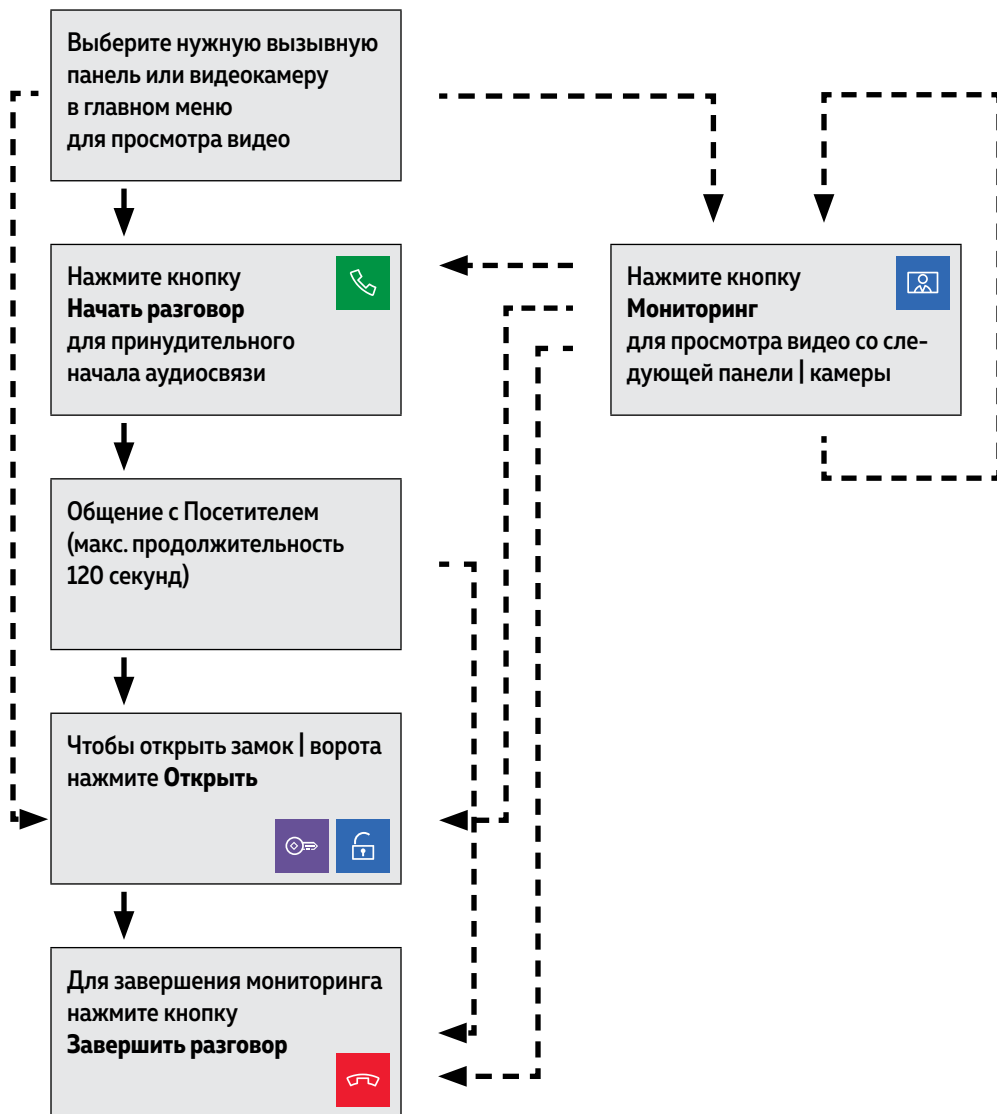 Выберите нужную вызывную
панель или видеокамеру
в главном меню
для просмотра видео
Нажмите кнопку
Начать разговор
для принудительного
начала аудиосвязи
Нажмите кнопку
Мониторинг
для просмотра видео со сле-
дующей панели | камеры
Общение с Посетителем
(макс. продолжительность
120 секунд)
Чтобы открыть замок | ворота
нажмите Открыть
Для завершения мониторинга
нажмите кнопку
Завершить разговор